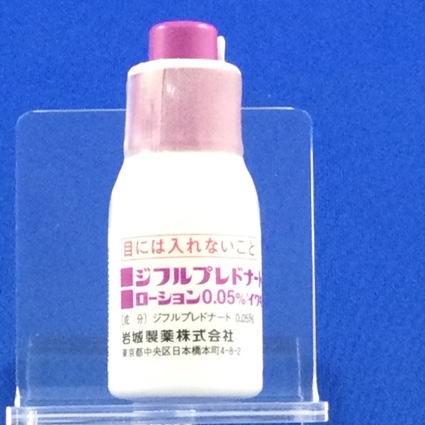 目には入れないこと
ジフルプレドナート
ローション0.05%「イワキ
[成 分] ジフルプレドナート 0.05%
岩城製薬株式会社
東京都中央区日本橋本町4-8-2